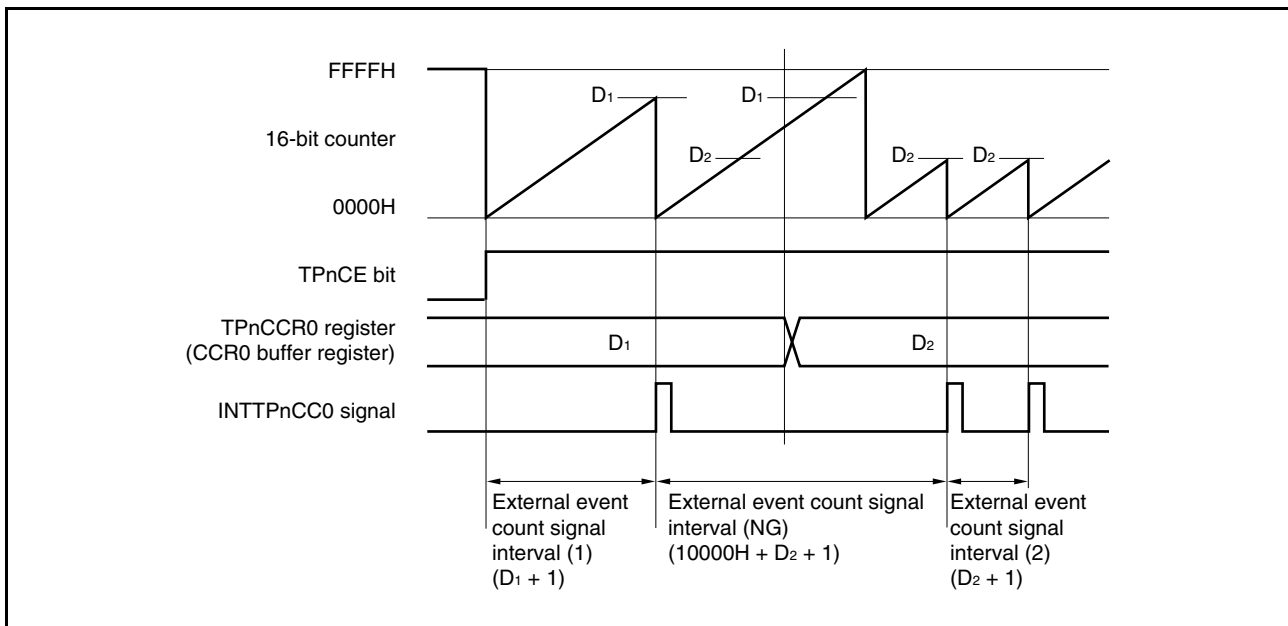 FFFFH
D1
D1
16-bit counter
D2
D2
D2
0000H
TPnCE bit
TPnCCR0 register
(CCR0 buffer register)
D1
D2
INTTPnCC0 signal
External event
count signal
interval (1)
(D1 + 1)
External event count signal
interval (NG)
(10000H + D2 + 1)
External event
count signal
interval (2)
(D2 + 1)